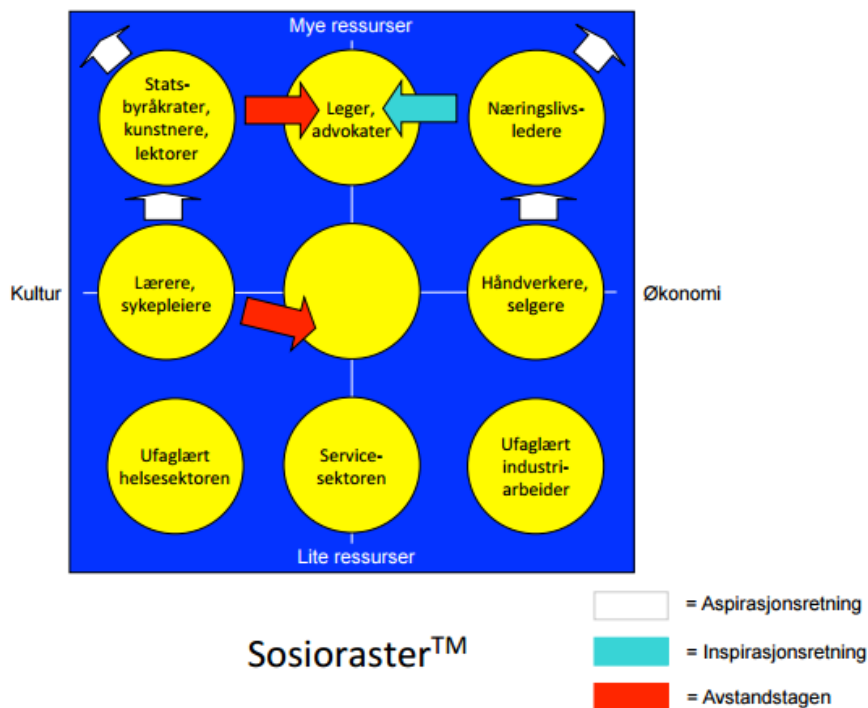 Mye ressurser
Stats-
byråkrater,
kunstnere,
lektorer
Leger,
advokater
Næringslivs-
ledere
Kultur
Lærere,
sykepleiere
Håndverkere,
selgere
Økonomi
Ufaglært
helsesektoren
Service-
sektoren
Ufaglært
industri-
arbeider
Lite ressurser
= Aspirasjonsretning
= Inspirasjonsretning
= Avstandstagen
Sosioraster™